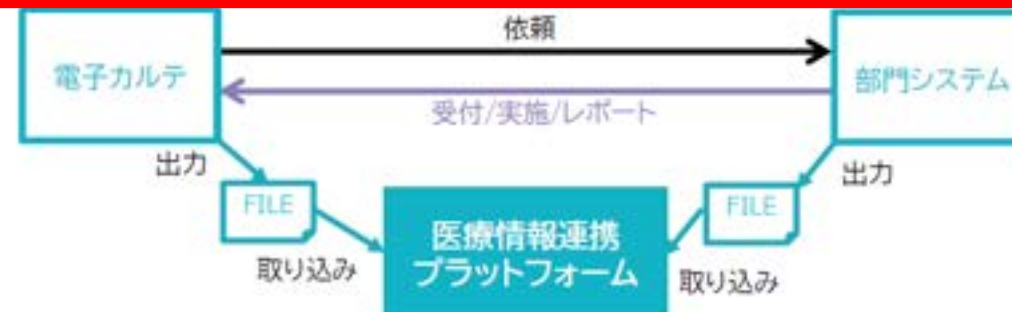 依頼
電子カルテ
部門システム
受付/実施/レポート
出力
出力
FILE
FILE
医療情報連携
プラットフォーム
取り込み
取り込み